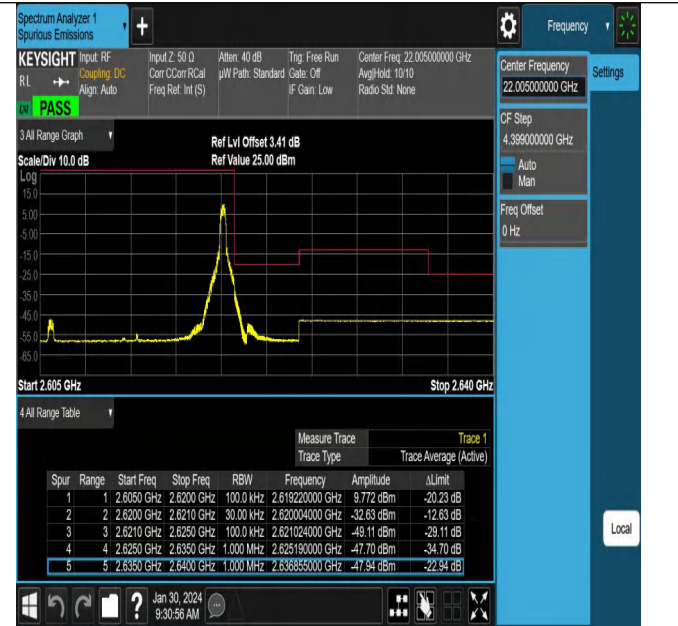 Spectrum Analyzer 1
Spurious Emissions
Frequency
KEYSIGHT
Input: RF
Coupling: DC
Align: Auto
Input Z: 50 Ω
Corr CCorr RCal
Freq Ref: Int (S)
Atten: 40 dB
µW Path: Standard
Trig: Free Run
Gate: Off
IF Gain: Low
Center Freq: 22.005000000 GHz
Avg|Hold: 10/10
Radio Std: None
RL
PASS
Center Frequency
22.005000000 GHz
Settings
CF Step
4.399000000 GHz
Auto
Man
Freq Offset
0 Hz
3 All Range Graph
Scale/Div 10.0 dB
Ref Lvl Offset 3.41 dB
Ref Value 25.00 dBm
Log
15.0
5.00
-5.00
-15.0
-25.0
-35.0
-45.0
-55.0
-65.0
Start 2.605 GHz
Stop 2.640 GHz
4 All Range Table
Measure Trace Trace 1
Trace Type Trace Average (Active)
Spur Range Start Freq Stop Freq RBW Frequency Amplitude ΔLimit
1 1 2.6050 GHz 2.6200 GHz 100.0 kHz 2.619220000 GHz 9.772 dBm -20.23 dB
2 2 2.6200 GHz 2.6210 GHz 30.00 kHz 2.620004000 GHz -32.63 dBm -12.63 dB
3 3 2.6210 GHz 2.6250 GHz 100.0 kHz 2.621024000 GHz -49.11 dBm -29.11 dB
4 4 2.6250 GHz 2.6350 GHz 1.000 MHz 2.625190000 GHz -47.70 dBm -34.70 dB
5 5 2.6350 GHz 2.6400 GHz 1.000 MHz 2.636855000 GHz -47.94 dBm -22.94 dB
Local
Jan 30, 2024
9:30:56 AM